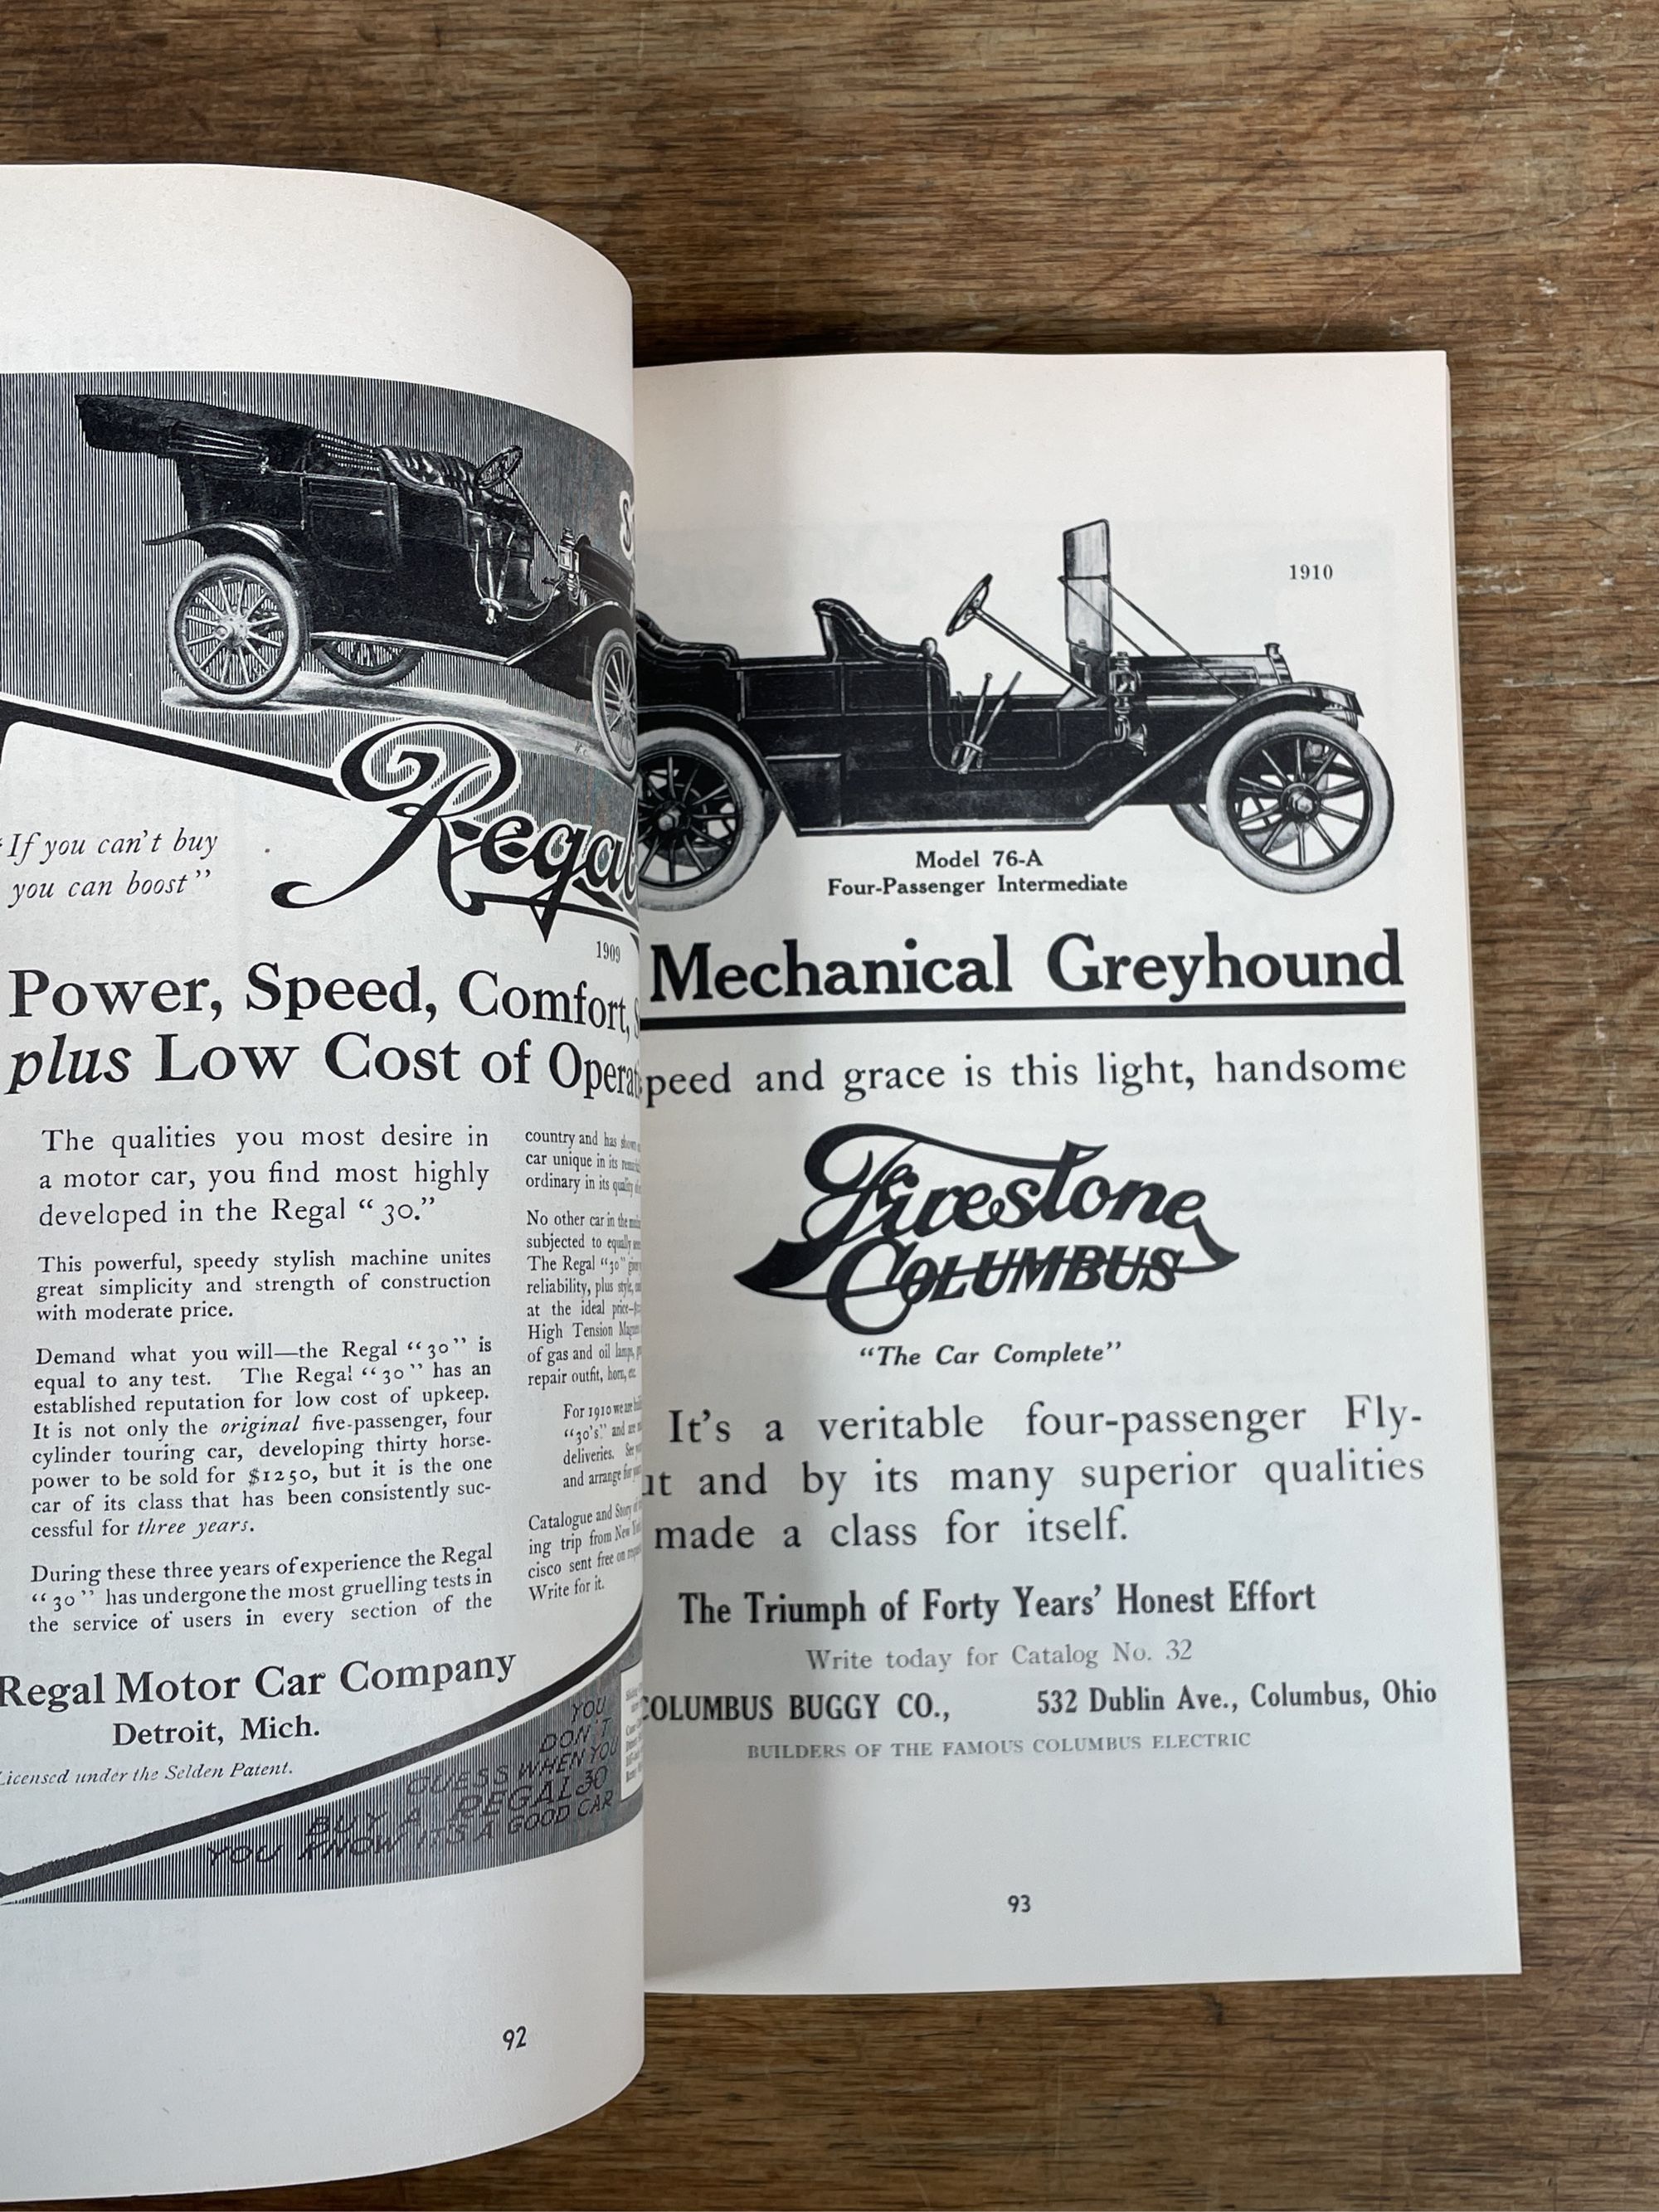 Regal
"If you can't buy
you can boost"
1909
Power, Speed, Comfort,
plus Low Cost of
The qualities you most desire in
a motor car, you find most highly
developed in the Regal "30."
This powerful, speedy stylish machine unites
great simplicity and strength of construction
with moderate price.
Demand what you will—the Regal "30" is
equal to any test. The Regal "30" has an
established reputation for low cost of upkeep.
It is not only the original five-passenger, four
cylinder touring car, developing thirty horse-
power to be sold for $1250, but it is the one
car of its class that has been consistently suc-
cessful for three years.
During these three years of experience the Regal
"30" has undergone the most gruelling tests in
the service of users in every section of the
country and has shown
car unique in its
ordinary in its quality
No other car in the
subjected to equally
The Regal "30"
reliability, plus style,
at the ideal price—
High Tension
of gas and oil lamps,
repair outfit, horn, etc.
For 1910 we are
"30's" and are
deliveries. See
and arrange for
Catalogue and Story of
ing trip from New
cisco sent free on
Write for it.
Regal Motor Car Company
Detroit, Mich.
Licensed under the Selden Patent.
YOU
DON'T
GUESS WHEN YOU
BUY A REGAL 30
YOU KNOW ITS A GOOD CAR
92
1910
Model 76-A
Four-Passenger Intermediate
Mechanical Greyhound
peed and grace is this light, handsome
Firestone
COLUMBUS
"The Car Complete"
It's a veritable four-passenger Fly-
ut and by its many superior qualities
made a class for itself.
The Triumph of Forty Years' Honest Effort
Write today for Catalog No. 32
COLUMBUS BUGGY CO., 532 Dublin Ave., Columbus, Ohio
BUILDERS OF THE FAMOUS COLUMBUS ELECTRIC
93